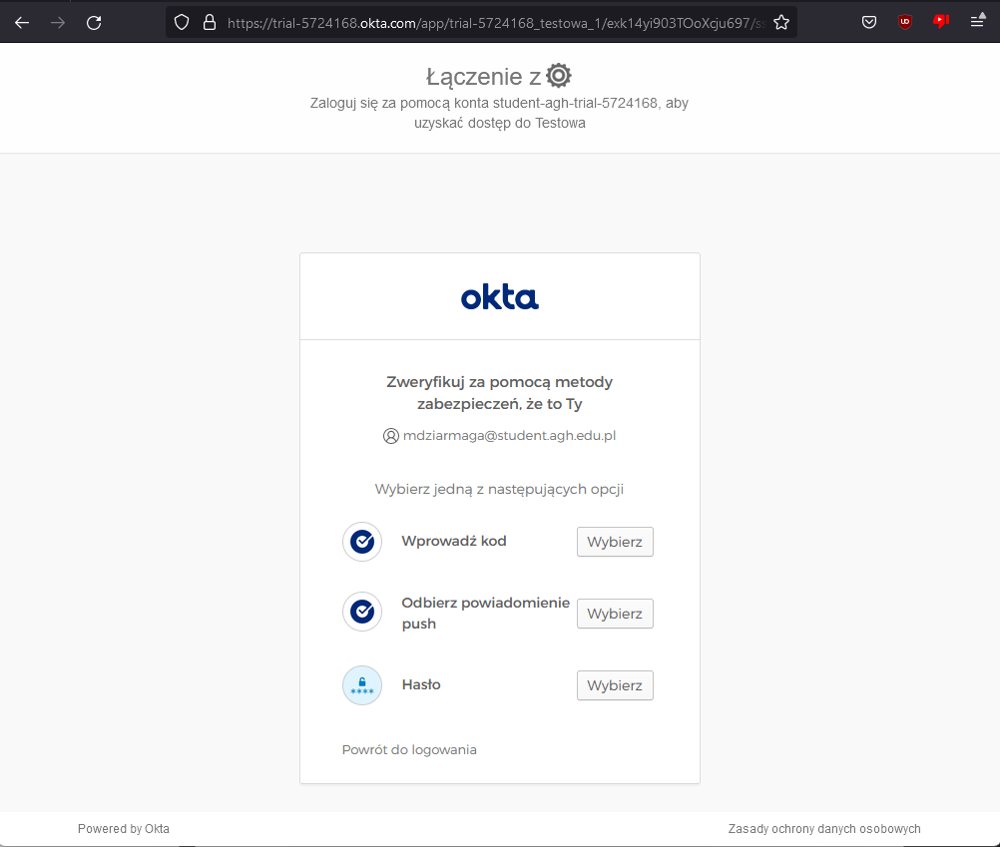 https://trial-5724168.okta.com/app/trial-5724168_testowa_1/exk14yi903TOoXcju697/ss
Łączenie z
Zaloguj się za pomocą konta student-agh-trial-5724168, aby
uzyskać dostęp do Testowa
okta
Zweryfikuj za pomocą metody
zabezpieczeń, że to Ty
mdziarmaga@student.agh.edu.pl
Wybierz jedną z następujących opcji
Wprowadź kod
Wybierz
Odbierz powiadomienie
push
Wybierz
****
Hasło
Wybierz
Powrót do logowania
Powered by Okta
Zasady ochrony danych osobowych